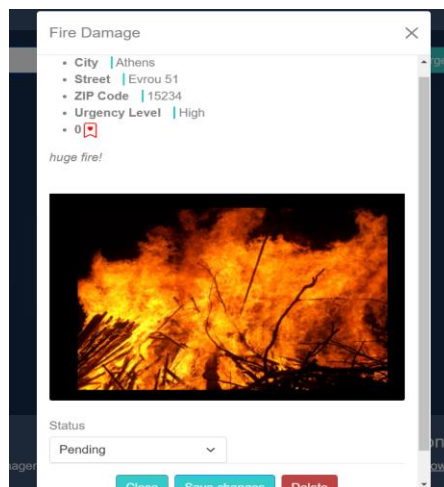 Fire Damage
City | Athens
Street | Evrou 51
ZIP Code | 15234
Urgency Level | High
0
huge fire!
Status
Pending
Close Save changes Delete